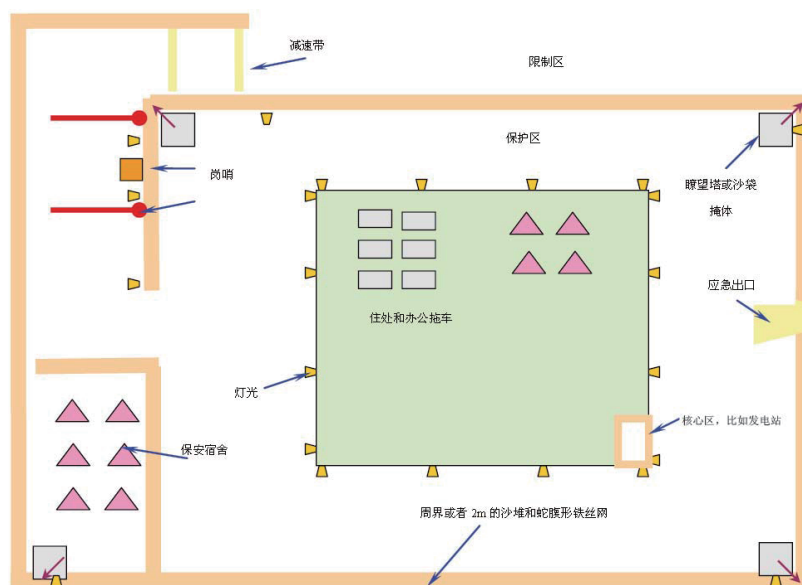 减速带
限制区
保护区
岗哨
瞭望塔或沙袋
掩体
应急出口
住处和办公拖车
灯光
核心区，比如发电站
保安宿舍
周界或者 2m 的沙堆和蛇腹形铁丝网